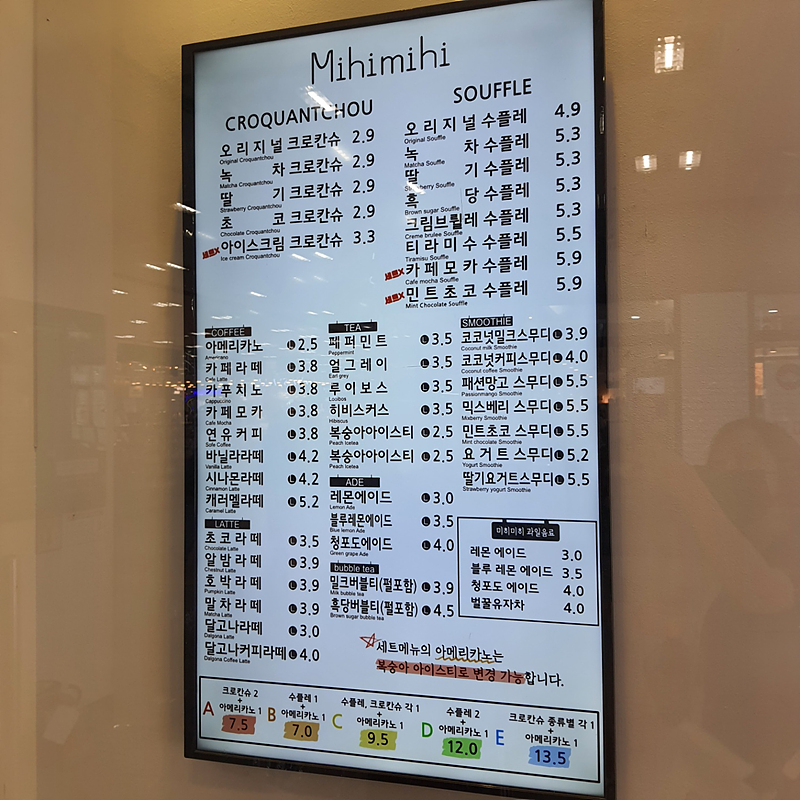 Mihimihi
CROQUANTCHOU
오리지널 크로칸슈 2.9
Original Croquantchou
녹차 크로칸슈 2.9
Matcha Croquantchou
딸기 크로칸슈 2.9
Strawberry Croquantchou
초코 크로칸슈 2.9
Chocolate Croquantchou
세트X 아이스크림 크로칸슈 3.3
Ice cream Croquantchou
SOUFFLE
오리지널 수플레 4.9
Original Souffle
녹차 수플레 5.3
Matcha Souffle
딸기 수플레 5.3
Strawberry Souffle
흑당 수플레 5.3
Brown sugar Souffle
크림브륄레 수플레 5.3
Creme brulee Souffle
티라미수 수플레 5.5
Tiramisu Souffle
세트X 카페모카 수플레 5.9
Cafe mocha Souffle
세트X 민트초코 수플레 5.9
Mint Chocolate Souffle
COFFEE
아메리카노 L 2.5
Americano
카페라떼 L 3.8
Cafe Latte
카푸치노 L 3.8
Cappuccino
카페모카 L 3.8
Cafe Mocha
연유커피 L 3.8
Sofe Coffee
바닐라라떼 L 4.2
Vanilla Latte
시나몬라떼 L 4.2
Cinnamon Latte
캐러멜라떼 L 5.2
Caramel Latte
LATTE
초코라떼 L 3.5
Chocolate Latte
알밤라떼 L 3.9
Chestnut Latte
호박라떼 L 3.9
Pumpkin Latte
말차라떼 L 3.9
Matcha Latte
달고나라떼 L 3.0
Dalgona Latte
달고나커피라떼 L 4.0
Dalgona Coffee Latte
TEA
페퍼민트 L 3.5
Peppermint
얼그레이 L 3.5
Earl grey
루이보스 L 3.5
Looibos
히비스커스 L 3.5
Hibiscus
복숭아아이스티 L 2.5
Peach Icetea
복숭아아이스티 L 2.5
Peach Icetea
ADE
레몬에이드 L 3.0
Lemon Ade
블루레몬에이드 L 3.5
Blue lemon Ade
청포도에이드 L 4.0
Green grape Ade
bubble tea
밀크버블티(펄포함) L 3.9
Milk bubble tea
흑당버블티(펄포함) L 4.5
Brown sugar bubble tea
SMOOTHIE
코코넛밀크스무디 L 3.9
Coconut milk Smoothie
코코넛커피스무디 L 4.0
Coconut coffee Smoothie
패션망고 스무디 L 5.5
Passionmango Smoothie
믹스베리 스무디 L 5.5
Mixberry Smoothie
민트초코 스무디 L 5.5
Mint chocolate Smoothie
요거트 스무디 L 5.2
Yogurt Smoothie
딸기요거트스무디 L 5.5
Strawberry yogurt Smoothie
미히미히 과일음료
레몬 에이드 3.0
블루 레몬 에이드 3.5
청포도 에이드 4.0
벌꿀유자차 4.0
세트메뉴의 아메리카노는
복숭아 아이스티로 변경 가능합니다.
A 크로칸슈 2 + 아메리카노 1 7.5
B 수플레 1 + 아메리카노 1 7.0
C 수플레, 크로칸슈 각 1 + 아메리카노 1 9.5
D 수플레 2 + 아메리카노 1 12.0
E 크로칸슈 종류별 각 1 + 아메리카노 1 13.5